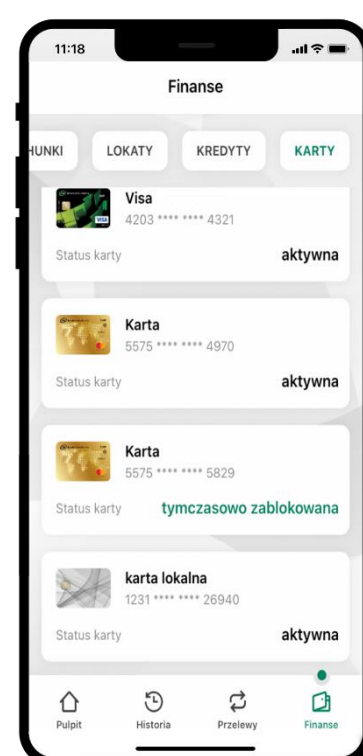 11:18
Finanse
HUNKI LOKATY KREDYTY KARTY
Visa
4203 **** **** 4321
VISA
Status karty aktywna
Karta
5575 **** **** 4970
Status karty aktywna
Karta
5575 **** **** 5829
Status karty tymczasowo zablokowana
karta lokalna
1231 **** **** 26940
Status karty aktywna
Pulpit Historia Przelewy Finanse